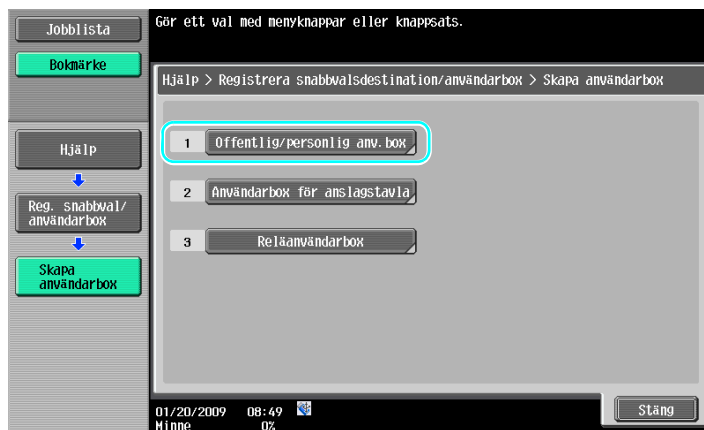 Gör ett val med menyknappar eller knappsats.
Jobblista
Bokmärke
Hjälp > Registrera snabbvalsdestination/användarbox > Skapa användarbox
Hjälp
Reg. snabbval/
användarbox
Skapa
användarbox
1 Offentlig/personlig anv.box
2 Användarbox för anslagstavla
3 Reläanvändarbox
01/20/2009 08:49
Minne 0%
Stäng